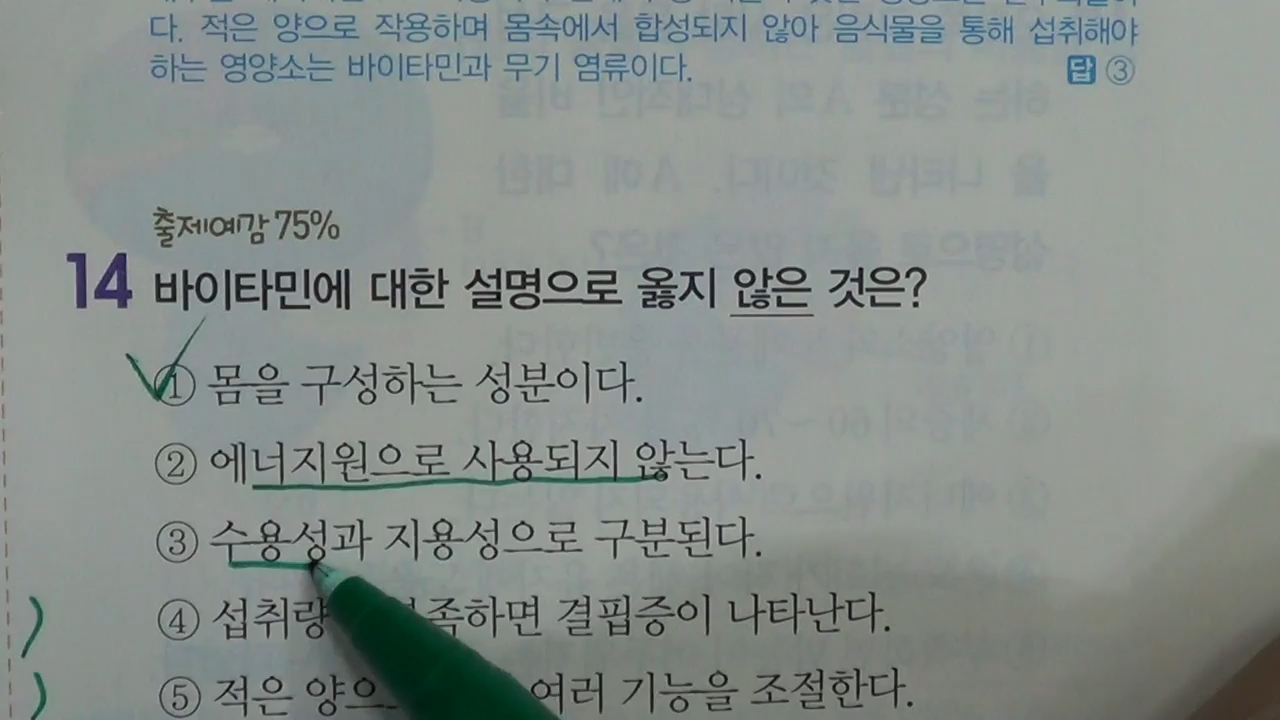 다. 적은 양으로 작용하며 몸속에서 합성되지 않아 음식물을 통해 섭취해야
하는 영양소는 바이타민과 무기 염류이다. 답 ③
출제예감 75%
14 바이타민에 대한 설명으로 옳지 않은 것은?
① 몸을 구성하는 성분이다.
② 에너지원으로 사용되지 않는다.
③ 수용성과 지용성으로 구분된다.
④ 섭취량 하면 결핍증이 나타난다.
⑤ 적은 여러 기능을 조절한다.